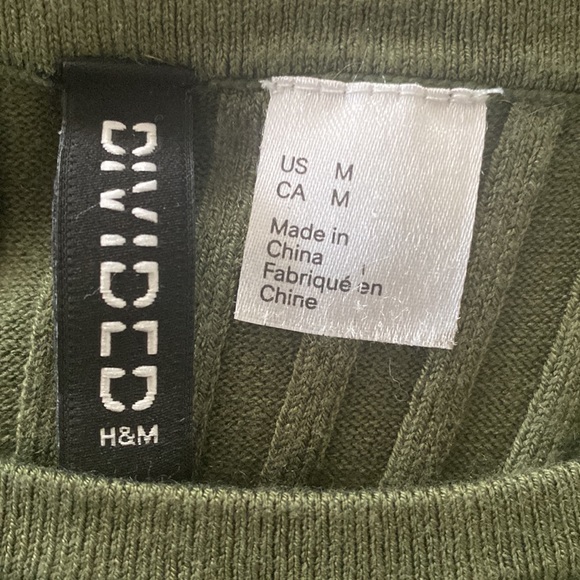 DIVIDED
H&M
US M
CA M
Made in
China
Fabriqué en
Chine